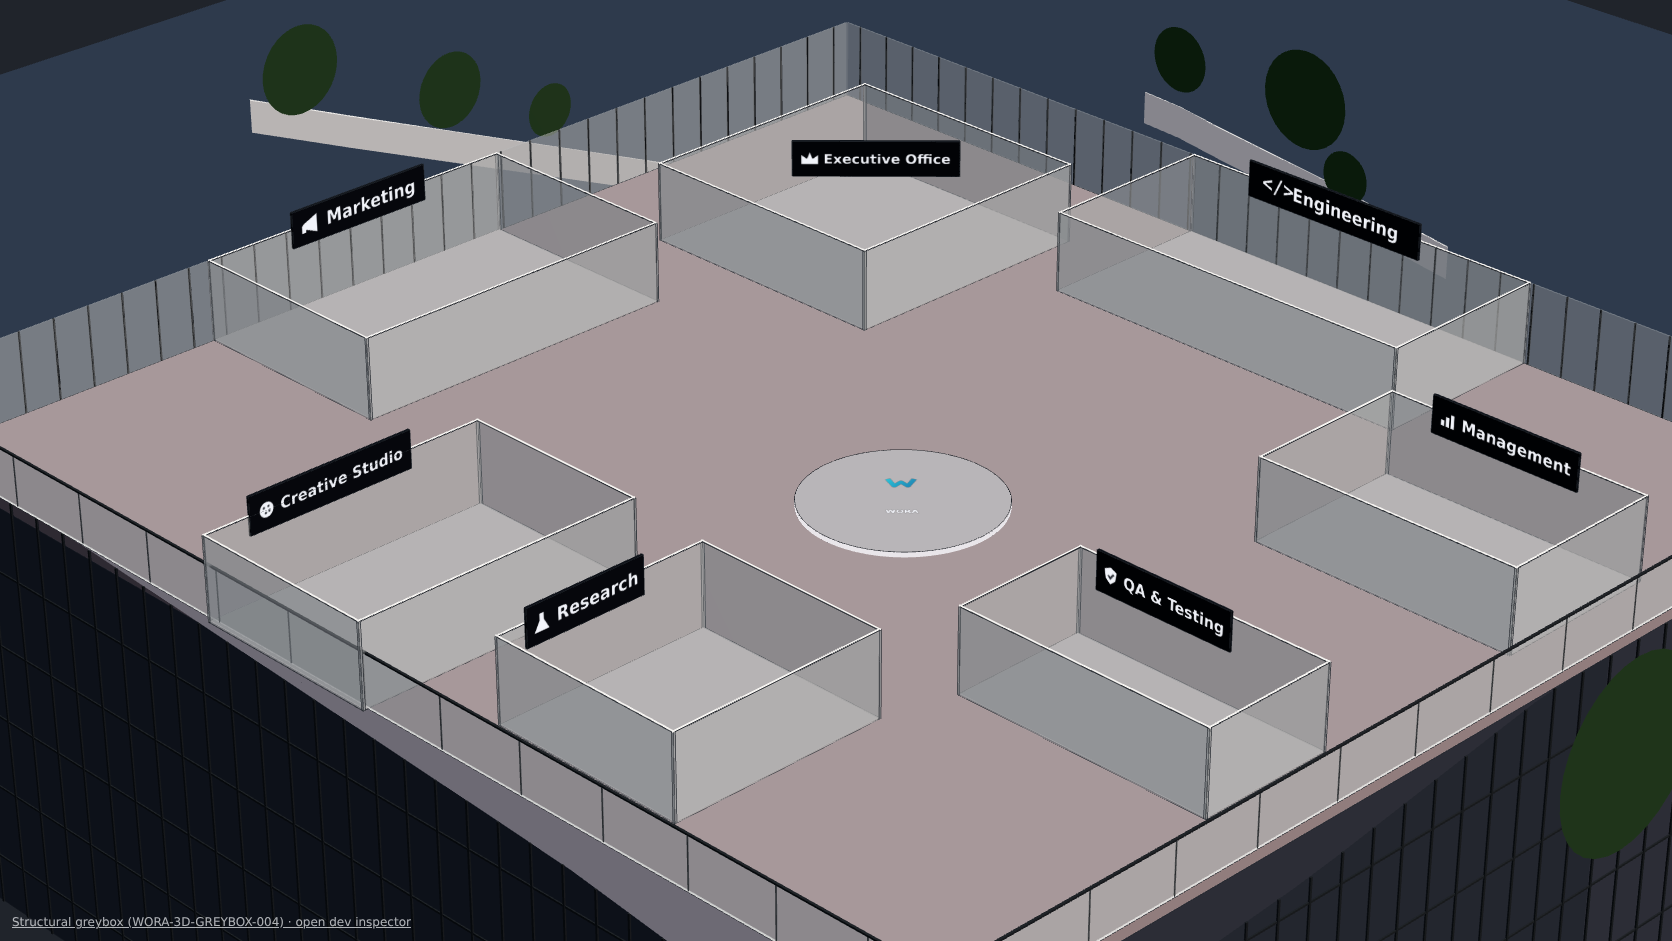 Executive Office
Marketing
</>Engineering
Management
Creative Studio
WORA
QA & Testing
Research
Structural greybox (WORA-3D-GREYBOX-004) · open dev inspector